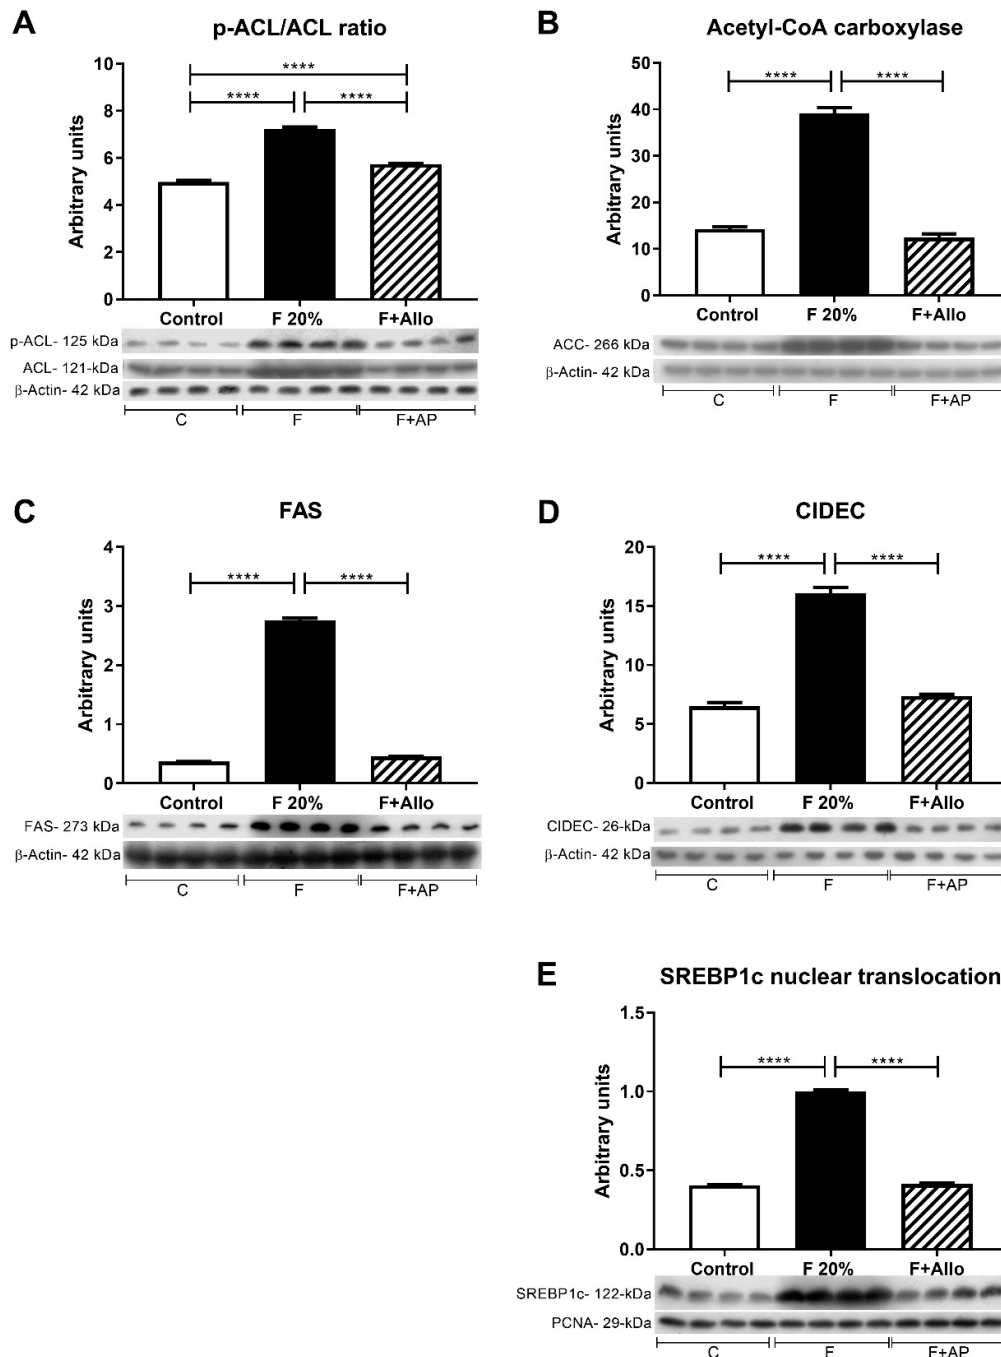 A
p-ACL/ACL ratio
Arbitrary units
10
8
6
4
2
0
****
**** ****
Control F 20% F+Allo
p-ACL- 125 kDa
ACL- 121-kDa
β-Actin- 42 kDa
C F F+AP
B
Acetyl-CoA carboxylase
Arbitrary units
50
40
30
20
10
0
**** ****
Control F 20% F+Allo
ACC- 266 kDa
β-Actin- 42 kDa
C F F+AP
C
FAS
Arbitrary units
4
3
2
1
0
**** ****
Control F 20% F+Allo
FAS- 273 kDa
β-Actin- 42 kDa
C F F+AP
D
CIDEC
Arbitrary units
20
15
10
5
0
**** ****
Control F 20% F+Allo
CIDEC- 26-kDa
β-Actin- 42 kDa
C F F+AP
E
SREBP1c nuclear translocation
Arbitrary units
1.5
1.0
0.5
0.0
**** ****
Control F 20% F+Allo
SREBP1c- 122-kDa
PCNA- 29-kDa
C F F+AP